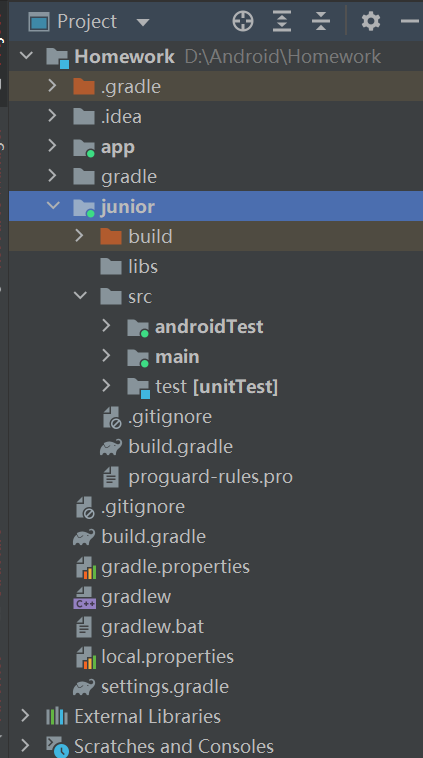 Project
Homework D:\Android\Homework
.gradle
.idea
app
gradle
junior
build
libs
src
androidTest
main
test [unitTest]
.gitignore
build.gradle
proguard-rules.pro
.gitignore
build.gradle
gradle.properties
C++ gradlew
gradlew.bat
local.properties
settings.gradle
External Libraries
Scratches and Consoles